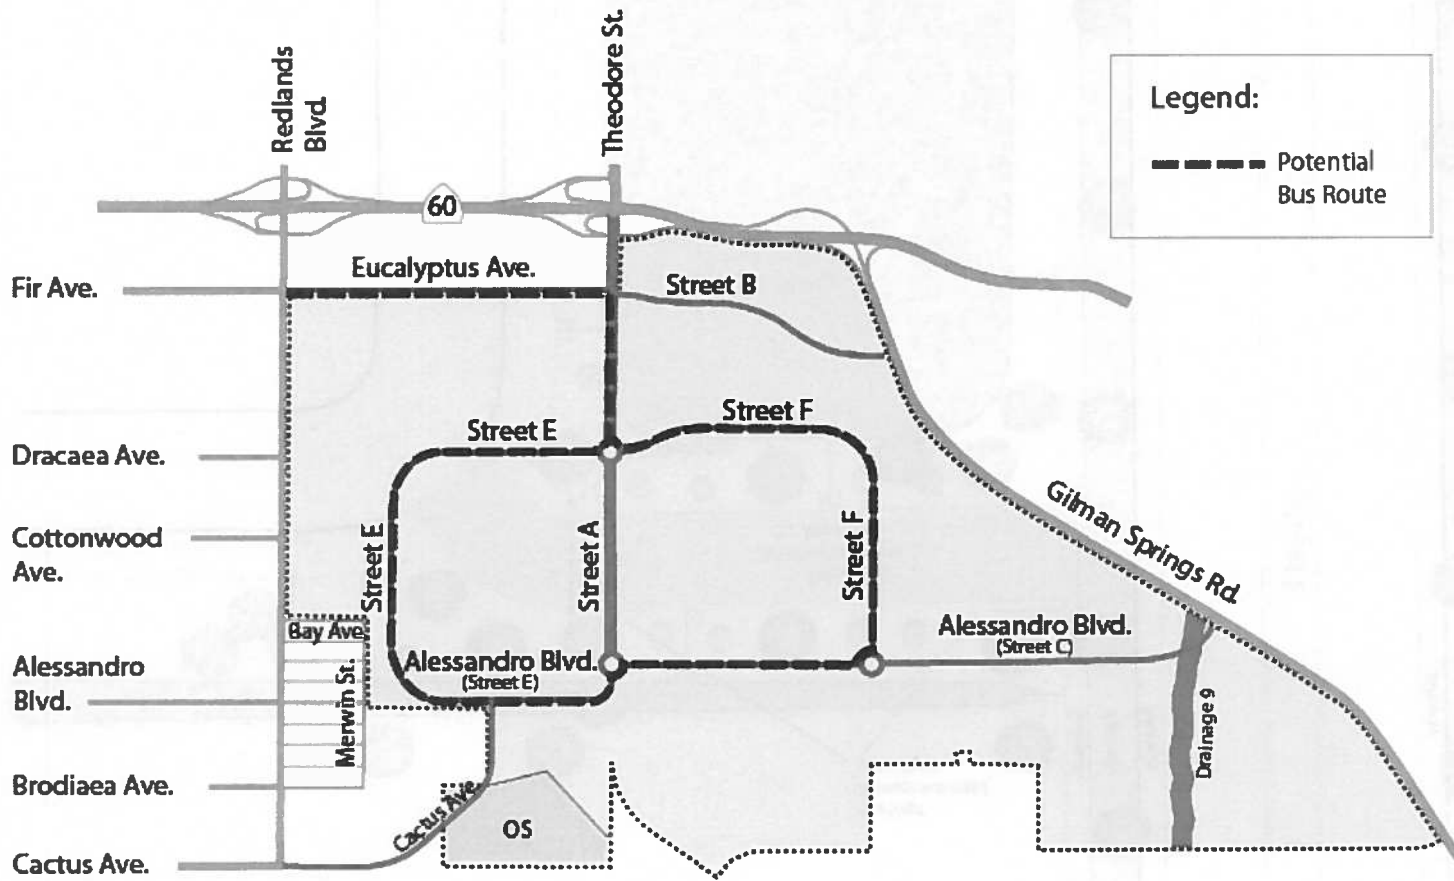 Redlands
Blvd.
Theodore St.
Legend:
Potential
Bus Route
60
Eucalyptus Ave.
Fir Ave.
Street B
Street F
Street E
Dracaea Ave.
Gilman Springs Rd.
Cottonwood
Ave.
Street E
Street A
Street F
Bay Ave.
Alessandro Blvd.
(Street C)
Alessandro
Blvd.
Merwin St.
Alessandro Blvd.
(Street E)
Drainage 9
Brodiaea Ave.
Cactus Ave.
OS
Cactus Ave.